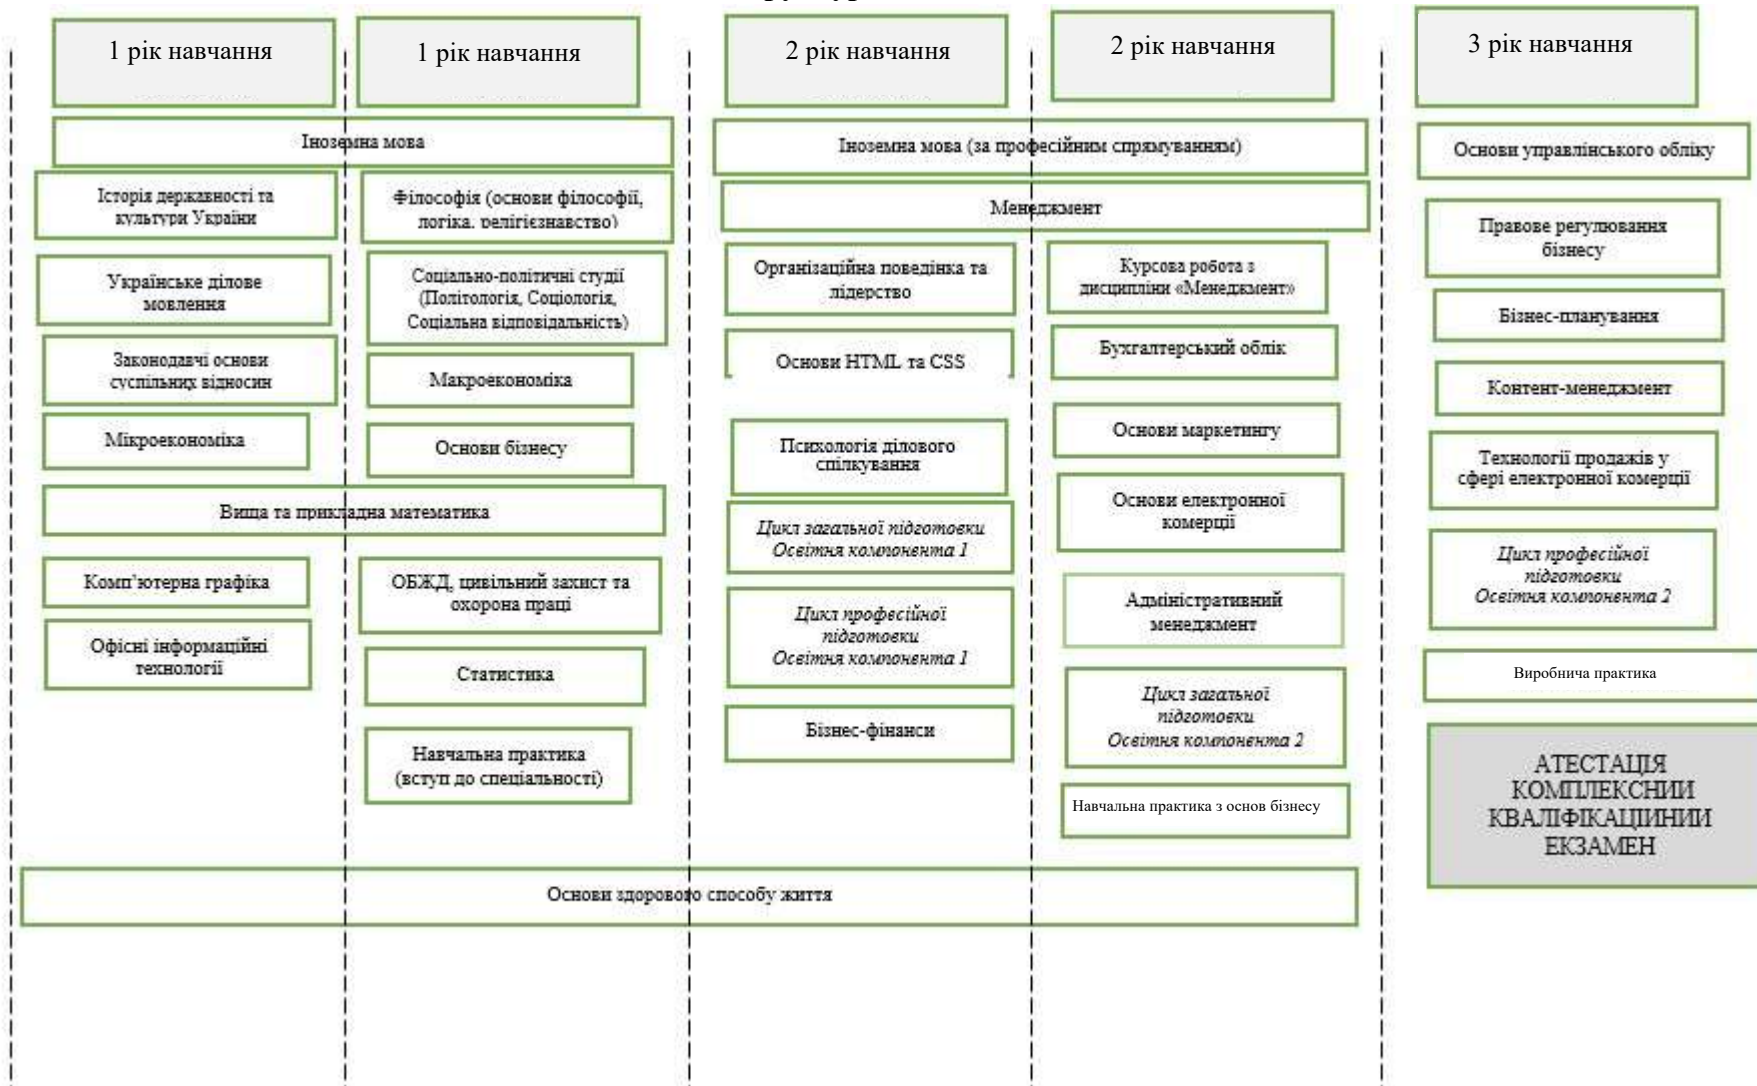 1 рік навчання
1 рік навчання
2 рік навчання
2 рік навчання
3 рік навчання
Іноземна мова
Іноземна мова (за професійним спрямуванням)
Менеджмент
Історія державності та
культури України
Українське ділове
мовлення
Законодавчі основи
суспільних відносин
Мікроекономіка
Вища та прикладна математика
Комп’ютерна графіка
Офісні інформаційні
технології
Філософія (основи філософії,
логіка, релігієзнавство)
Соціально-політичні студії
(Політологія, Соціологія,
Соціальна відповідальність)
Макроекономіка
Основи бізнесу
ОБЖД, цивільний захист та
охорона праці
Статистика
Навчальна практика
(вступ до спеціальності)
Організаційна поведінка та
лідерство
Основи HTML та CSS
Психологія ділового
спілкування
Цикл загальної підготовки
Освітня компонента 1
Цикл професійної
підготовки
Освітня компонента 1
Бізнес-фінанси
Курсова робота з
дисципліни «Менеджмент»
Бухгалтерський облік
Основи маркетингу
Основи електронної
комерції
Адміністративний
менеджмент
Цикл загальної
підготовки
Освітня компонента 2
Навчальна практика з основ бізнесу
Основи управлінського обліку
Правове регулювання
бізнесу
Бізнес-планування
Контент-менеджмент
Технології продажів у
сфері електронної комерції
Цикл професійної
підготовки
Освітня компонента 2
Виробнича практика
АТЕСТАЦІЯ
КОМПЛЕКСНИЙ
КВАЛІФІКАЦІЙНИЙ
ЕКЗАМЕН
Основи здорового способу життя